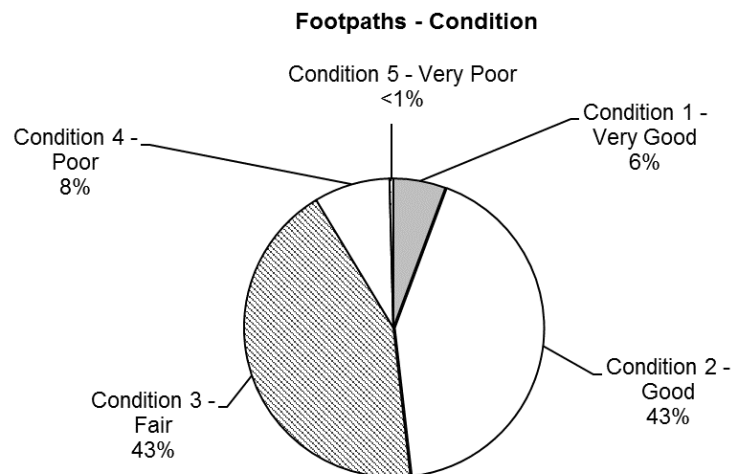 Footpaths - Condition
Condition 5 - Very Poor
<1%
Condition 1 -
Very Good
6%
Condition 4 -
Poor
8%
Condition 2 -
Good
43%
Condition 3 -
Fair
43%